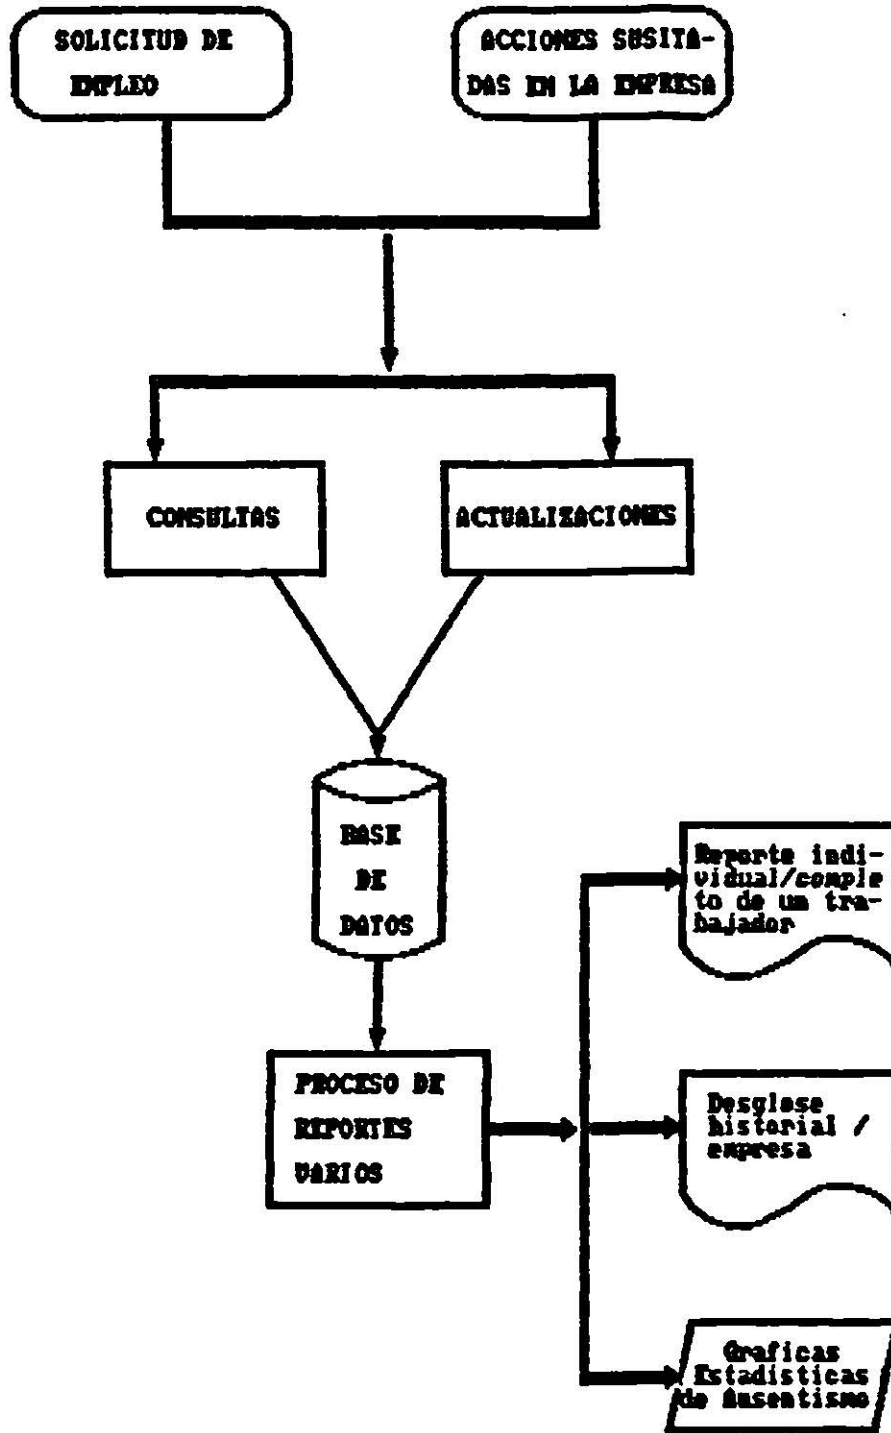 SOLICITUD DE
EMPLEO
ACCIONES SUSITA-
DAS EN LA EMPRESA
CONSULTAS
ACTUALIZACIONES
BASE
DE
DATOS
Reporte indi-
vidual/comple
to de un tra-
bajador
PROCESO DE
REPORTES
VARIOS
Desglose
historial /
empresa
Graficas
Estadisticas
de Ausentismo